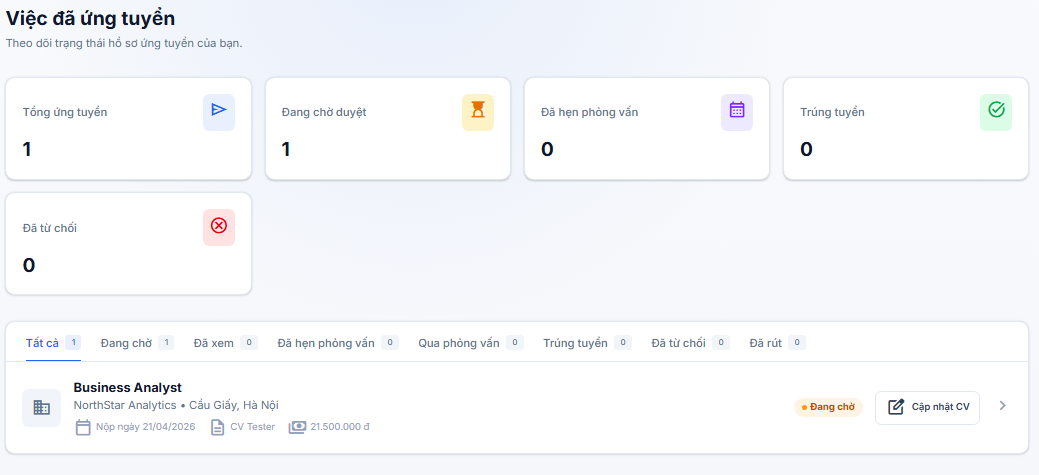 Việc đã ứng tuyển
Theo dõi trạng thái hồ sơ ứng tuyển của bạn.
Tổng ứng tuyển
1
Đang chờ duyệt
1
Đã hẹn phỏng vấn
0
Trúng tuyển
0
Đã từ chối
0
Tất cả 1 Đang chờ 1 Đã xem 0 Đã hẹn phỏng vấn 0 Qua phỏng vấn 0 Trúng tuyển 0 Đã từ chối 0 Đã rút 0
Business Analyst
NorthStar Analytics • Cầu Giấy, Hà Nội
Nộp ngày 21/04/2026 CV Tester 21.500.000 đ
Đang chờ
Cập nhật CV